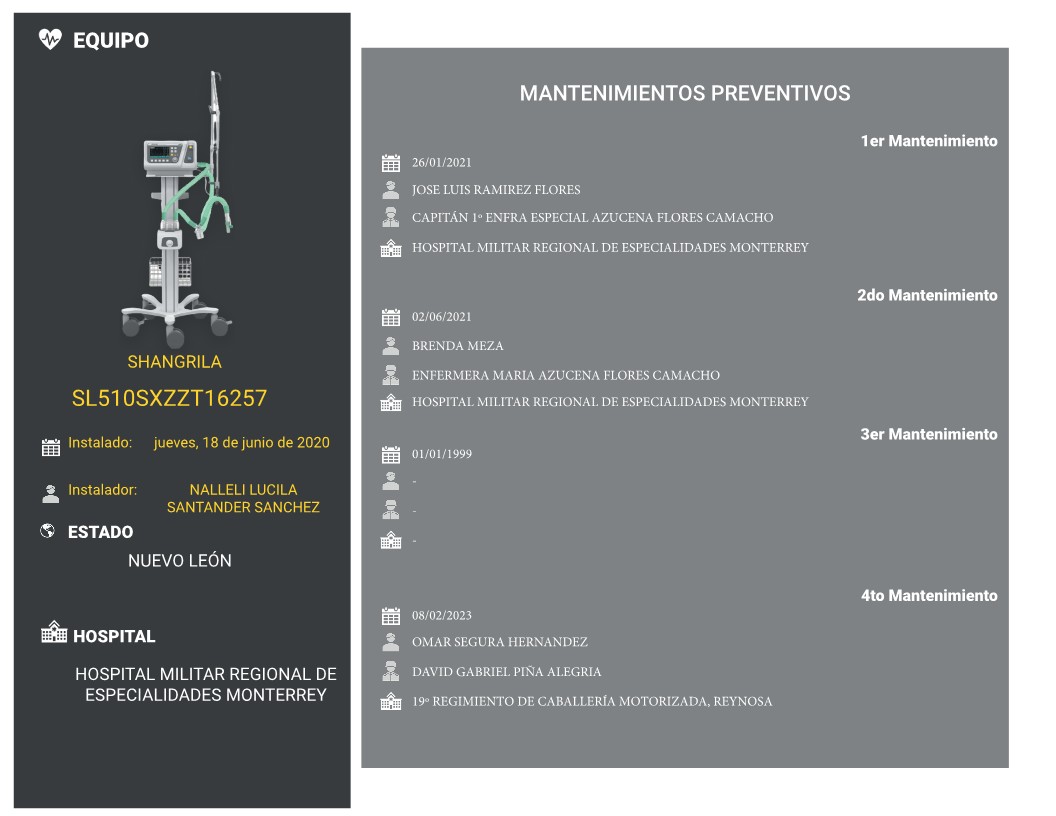 EQUIPO
SHANGRILA
SL510SXZZT16257
Instalado: jueves, 18 de junio de 2020
Instalador: NALLELI LUCILA
SANTANDER SANCHEZ
ESTADO
NUEVO LEÓN
HOSPITAL
HOSPITAL MILITAR REGIONAL DE
ESPECIALIDADES MONTERREY
MANTENIMIENTOS PREVENTIVOS
1er Mantenimiento
26/01/2021
JOSE LUIS RAMIREZ FLORES
CAPITÁN 1º ENFRA ESPECIAL AZUCENA FLORES CAMACHO
HOSPITAL MILITAR REGIONAL DE ESPECIALIDADES MONTERREY
2do Mantenimiento
02/06/2021
BRENDA MEZA
ENFERMERA MARIA AZUCENA FLORES CAMACHO
HOSPITAL MILITAR REGIONAL DE ESPECIALIDADES MONTERREY
3er Mantenimiento
01/01/1999
-
-
-
4to Mantenimiento
08/02/2023
OMAR SEGURA HERNANDEZ
DAVID GABRIEL PIÑA ALEGRIA
19º REGIMIENTO DE CABALLERÍA MOTORIZADA, REYNOSA